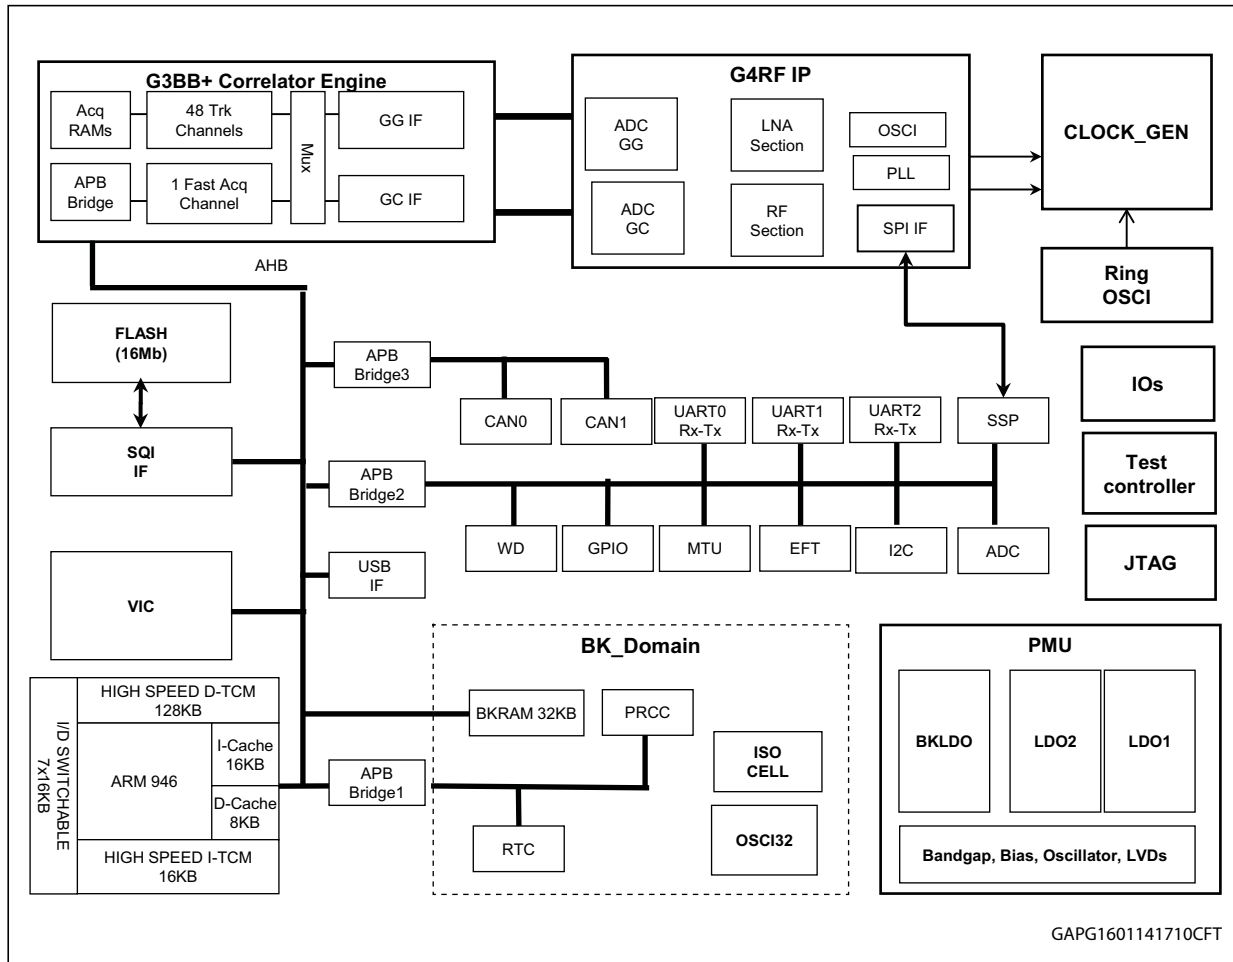 G3BB+ Correlator Engine
Acq
RAMs
48 Trk
Channels
Mux
GG IF
APB
Bridge
1 Fast Acq
Channel
GC IF
G4RF IP
ADC
GG
LNA
Section
OSCI
PLL
ADC
GC
RF
Section
SPI IF
CLOCK_GEN
Ring
OSCI
AHB
FLASH
(16Mb)
APB
Bridge3
IOs
CAN0
CAN1
UART0
Rx-Tx
UART1
Rx-Tx
UART2
Rx-Tx
SSP
SQI
IF
APB
Bridge2
Test
controller
WD
GPIO
MTU
EFT
I2C
ADC
JTAG
VIC
USB
IF
BK_Domain
BKRAM 32KB
PRCC
ISO
CELL
OSCI32
RTC
APB
Bridge1
I/D SWITCHABLE
7x16KB
HIGH SPEED D-TCM
128KB
ARM 946
I-Cache
16KB
D-Cache
8KB
HIGH SPEED I-TCM
16KB
PMU
BKLDO
LDO2
LDO1
Bandgap, Bias, Oscillator, LVDs
GAPG1601141710CFT